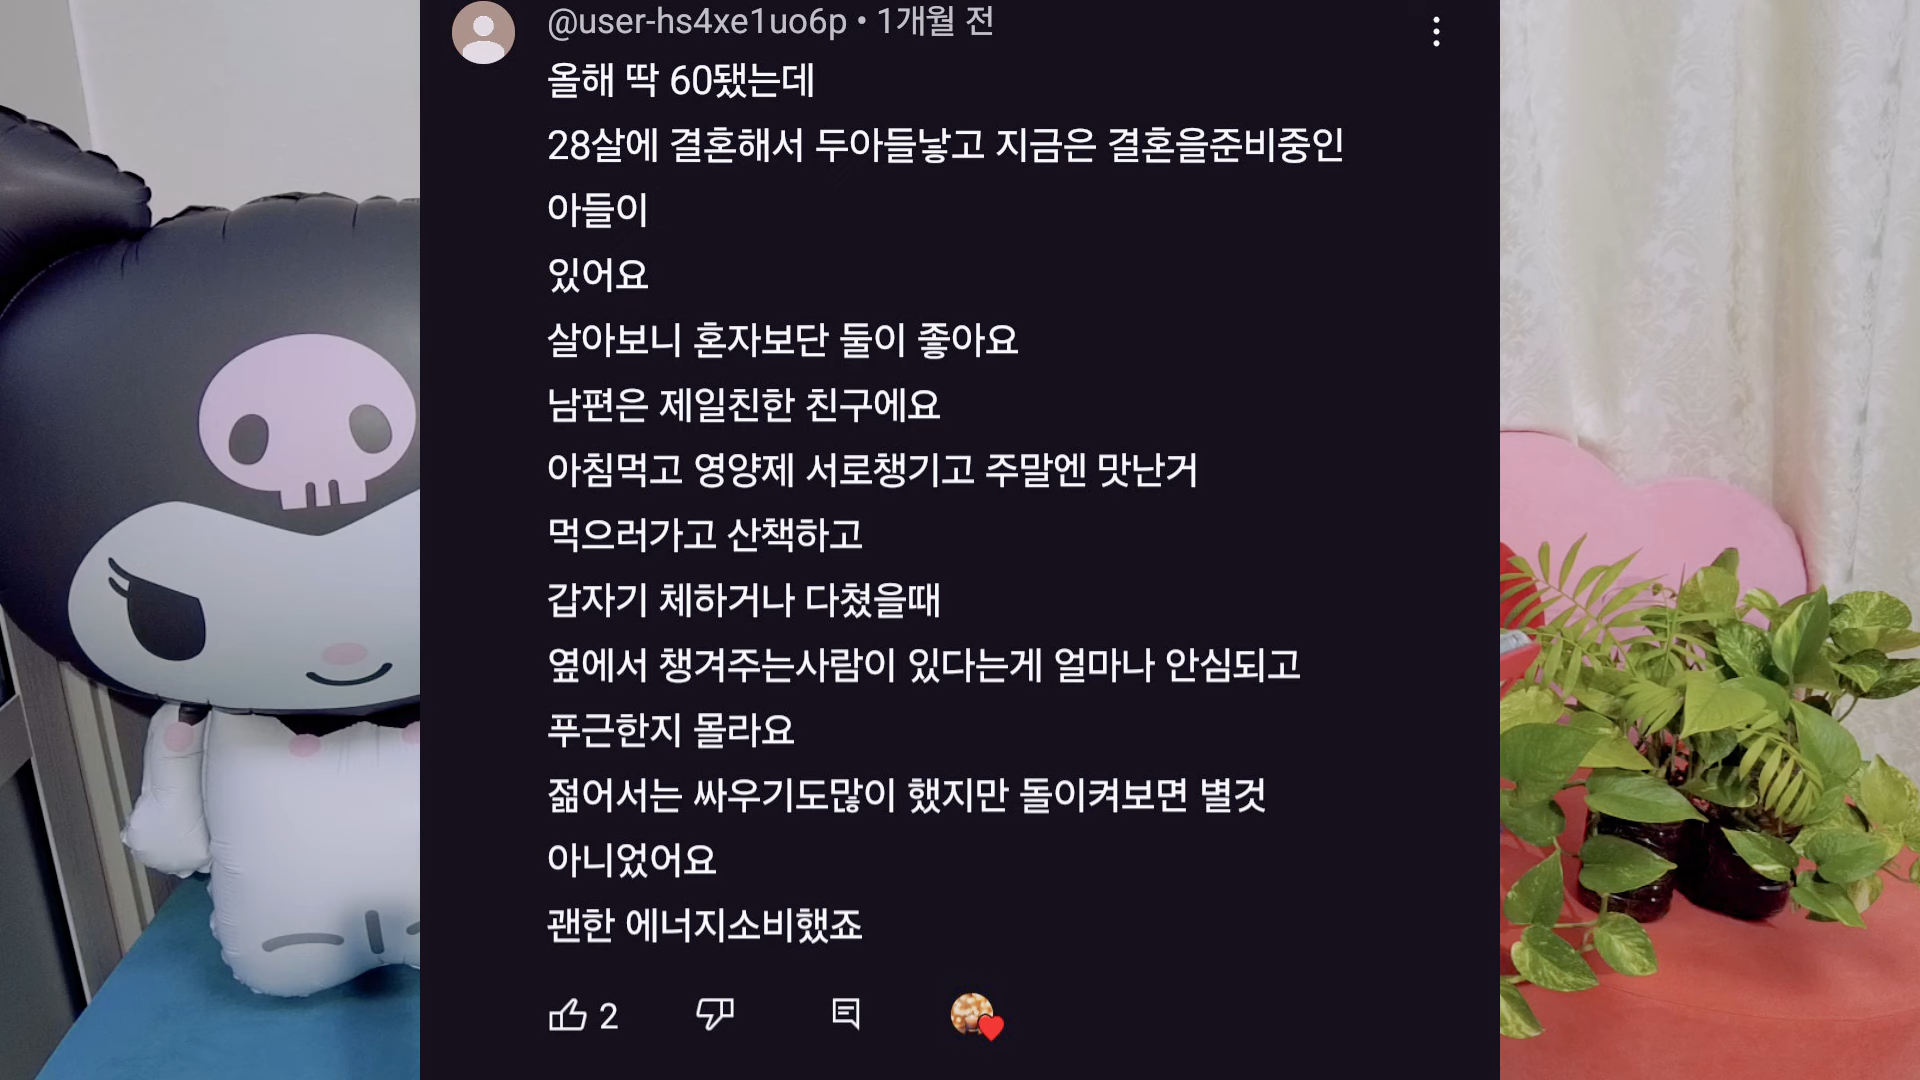 @user-hs4xe1uo6p • 1개월 전
올해 딱 60됐는데
28살에 결혼해서 두아들낳고 지금은 결혼을준비중인
아들이
있어요
살아보니 혼자보단 둘이 좋아요
남편은 제일친한 친구에요
아침먹고 영양제 서로챙기고 주말엔 맛난거
먹으러가고 산책하고
갑자기 체하거나 다쳤을때
옆에서 챙겨주는사람이 있다는게 얼마나 안심되고
푸근한지 몰라요
젊어서는 싸우기도많이 했지만 돌이켜보면 별것
아니었어요
괜한 에너지소비했죠
2